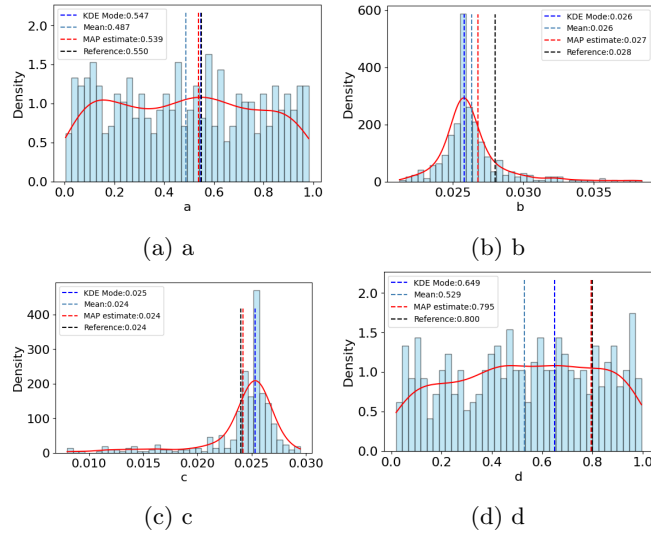 KDE Mode:0.547
Mean:0.487
MAP estimate:0.539
Reference:0.550
Density
2.0
1.5
1.0
0.5
0.0
0.0 0.2 0.4 0.6 0.8 1.0
a
(a) a
KDE Mode:0.026
Mean:0.026
MAP estimate:0.027
Reference:0.028
Density
600
400
200
0
0.025 0.030 0.035
b
(b) b
KDE Mode:0.025
Mean:0.024
MAP estimate:0.024
Reference:0.024
Density
400
300
200
100
0
0.010 0.015 0.020 0.025 0.030
c
(c) c
KDE Mode:0.649
Mean:0.529
MAP estimate:0.795
Reference:0.800
Density
2.0
1.5
1.0
0.5
0.0
0.0 0.2 0.4 0.6 0.8 1.0
d
(d) d